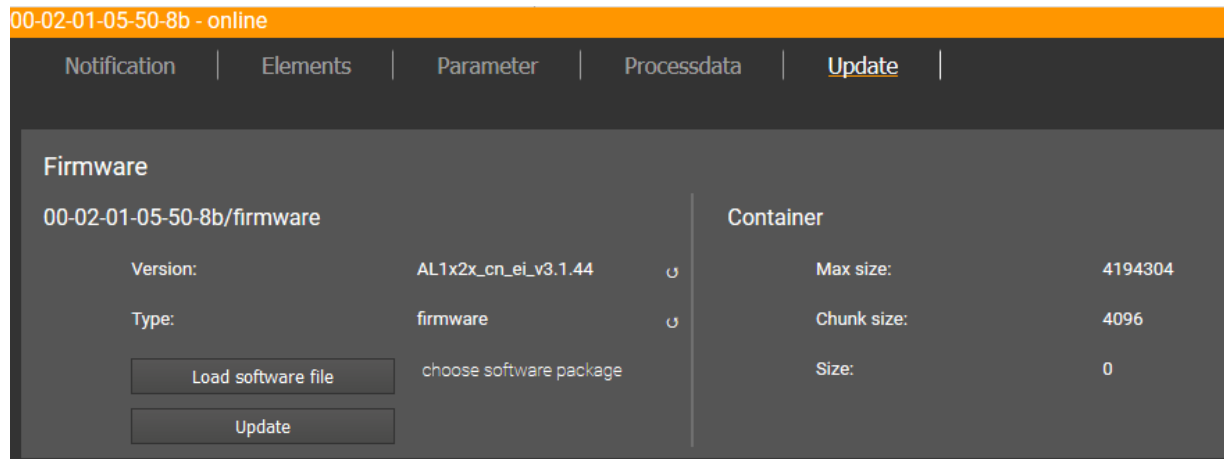 00-02-01-05-50-8b - online
Notification Elements Parameter Processdata Update
Firmware
00-02-01-05-50-8b/firmware
Version: AL1x2x_cn_ei_v3.1.44
Type: firmware
Load software file choose software package
Update
Container
Max size: 4194304
Chunk size: 4096
Size: 0